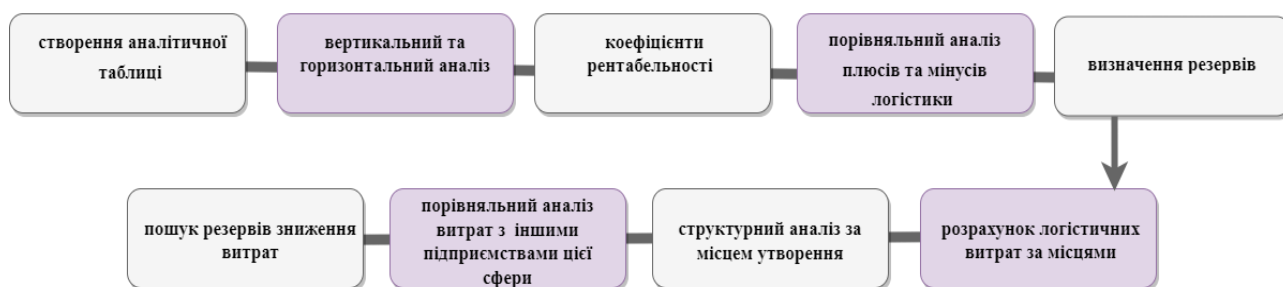 створення аналітичної
таблиці
вертикальний та
горизонтальний аналіз
коефіцієнти
рентабельності
порівняльний аналіз
плюсів та мінусів
логістики
визначення резервів
розрахунок логістичних
витрат за місцями
структурний аналіз за
місцем утворення
порівняльний аналіз
витрат з іншими
підприємствами цієї
сфери
пошук резервів зниження
витрат